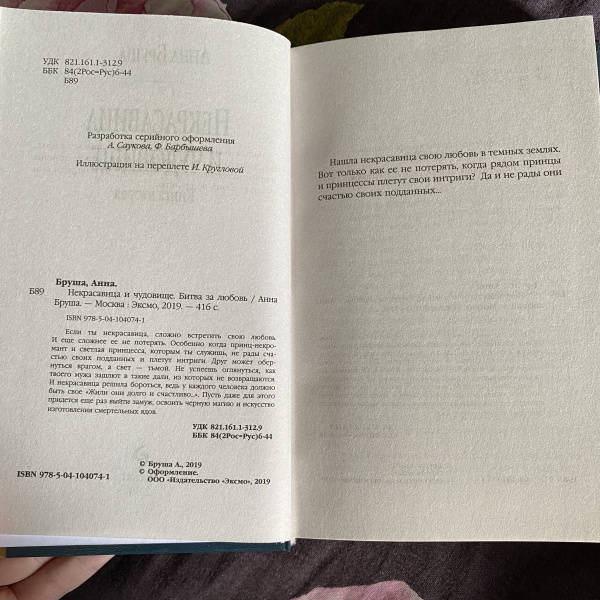 УДК 821.161.1-312.9
ББК 84(2Рос=Рус)6-44
Б89
Разработка серийного оформления
А. Саукова, Ф. Барбышева
Иллюстрация на переплете И. Кругловой
Бруша, Анна.
Б89 Некрасавица и чудовище. Битва за любовь / Анна
Бруша. — Москва : Эксмо, 2019. — 416 с.
ISBN 978-5-04-104074-1
Если ты некрасавица, сложно встретить свою любовь.
И еще сложнее ее не потерять. Особенно когда принц-некро-
мант и светлая принцесса, которым ты служишь, не рады сча-
стью своих подданных и плетут интриги. Друг может обер-
нуться врагом, а свет — тьмой. Не успеешь оглянуться, как
твоего мужа зашлют в такие дали, из которых не возвращаются.
И некрасавица решила бороться, ведь у каждого человека должно
быть свое «Жили они долго и счастливо...». Пусть даже для этого
придется еще раз выйти замуж, освоить черную магию и искусство
изготовления смертельных ядов.
УДК 821.161.1-312.9
ББК 84(2Рос=Рус)6-44
© Бруша А., 2019
© Оформление.
ISBN 978-5-04-104074-1 ООО «Издательство «Эксмо», 2019
Нашла некрасавица свою любовь в темных землях.
Вот только как ее не потерять, когда рядом принцы
и принцессы плетут свои интриги? Да и не рады они
счастью своих подданных...